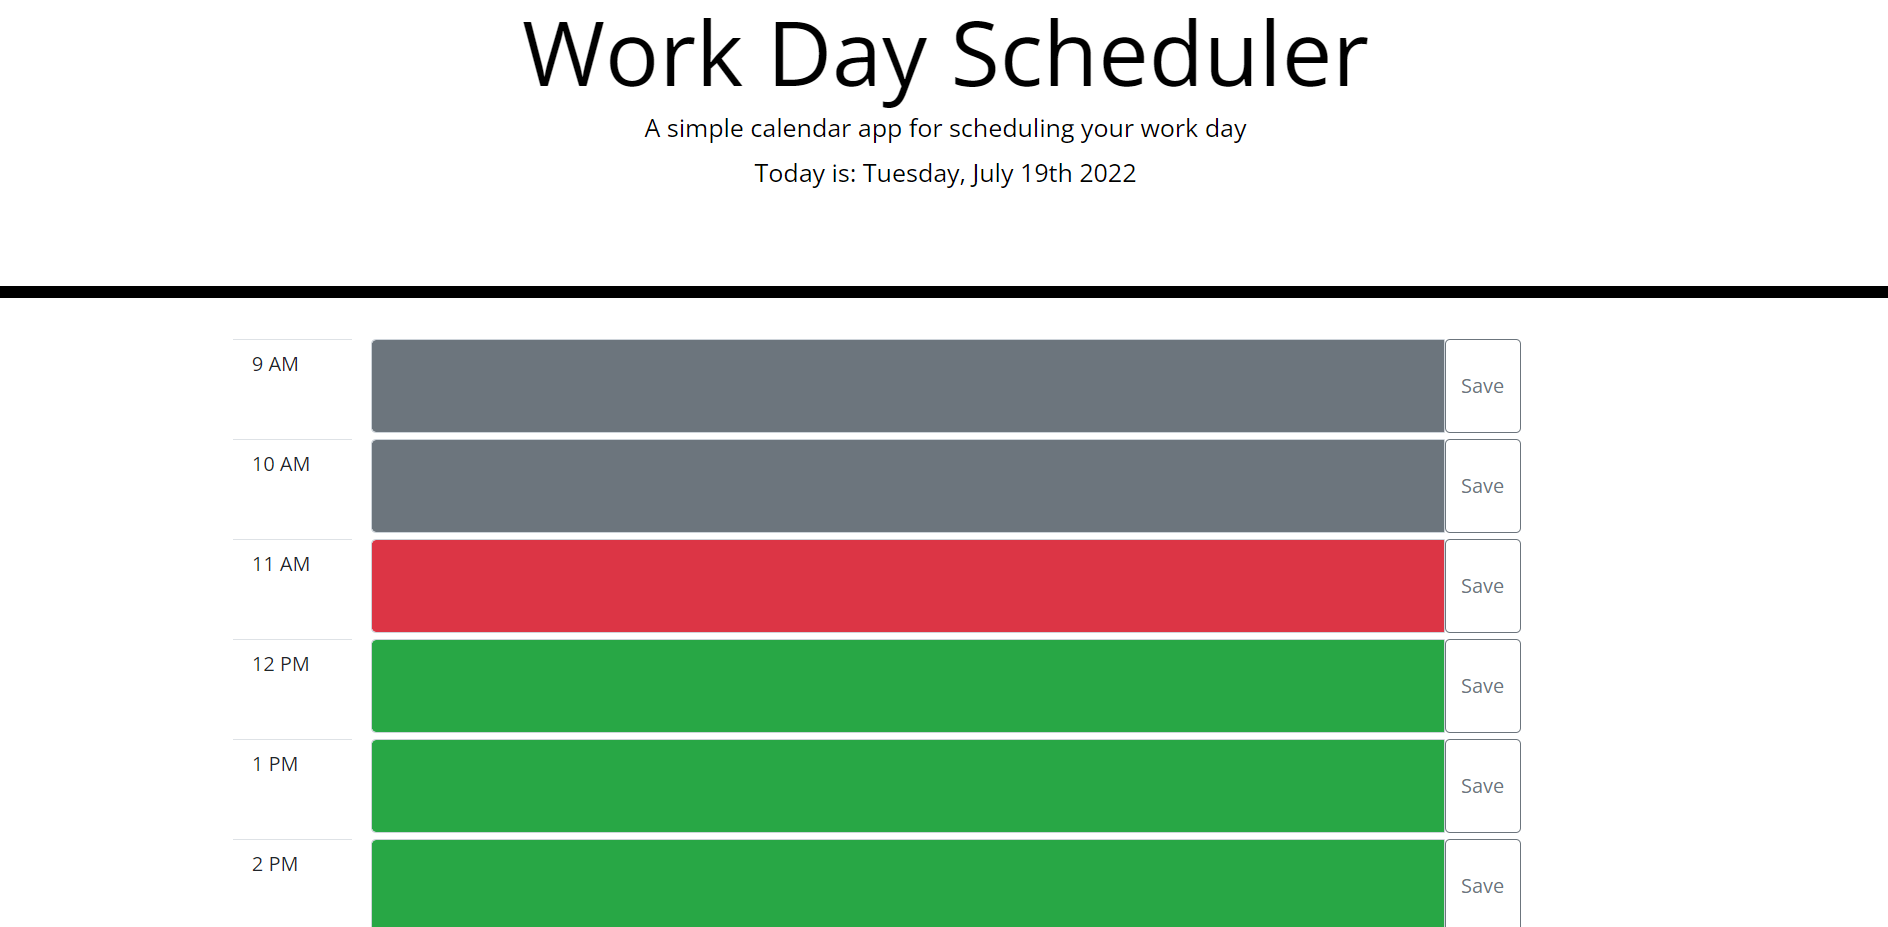 Work Day Scheduler
A simple calendar app for scheduling your work day
Today is: Tuesday, July 19th 2022
9 AM
Save
10 AM
Save
11 AM
Save
12 PM
Save
1 PM
Save
2 PM
Save